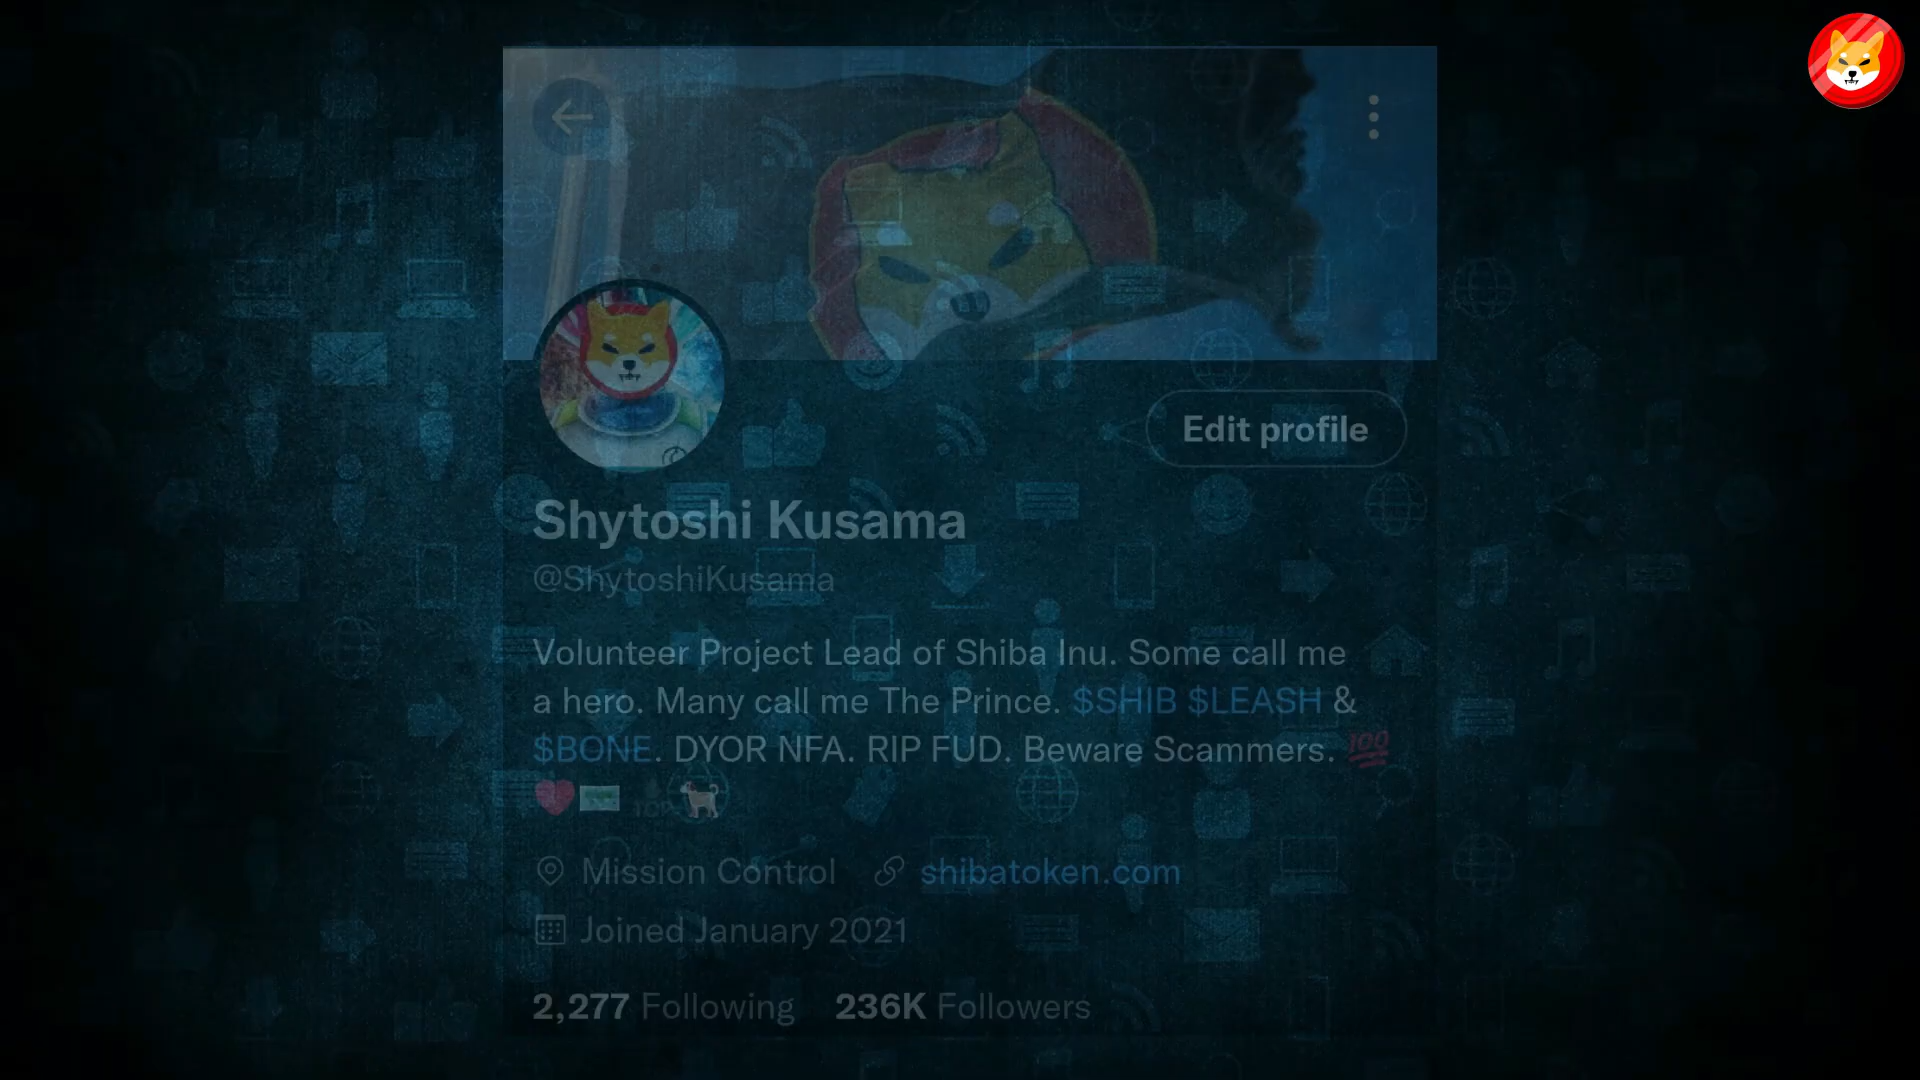 Edit profile
Shytoshi Kusama
@ShytoshiKusama
Volunteer Project Lead of Shiba Inu. Some call me
a hero. Many call me The Prince. $SHIB $LEASH &
$BONE. DYOR NFA. RIP FUD. Beware Scammers. 💯
❤️💵🔝🐕
Mission Control shibatoken.com
Joined January 2021
2,277 Following 236K Followers